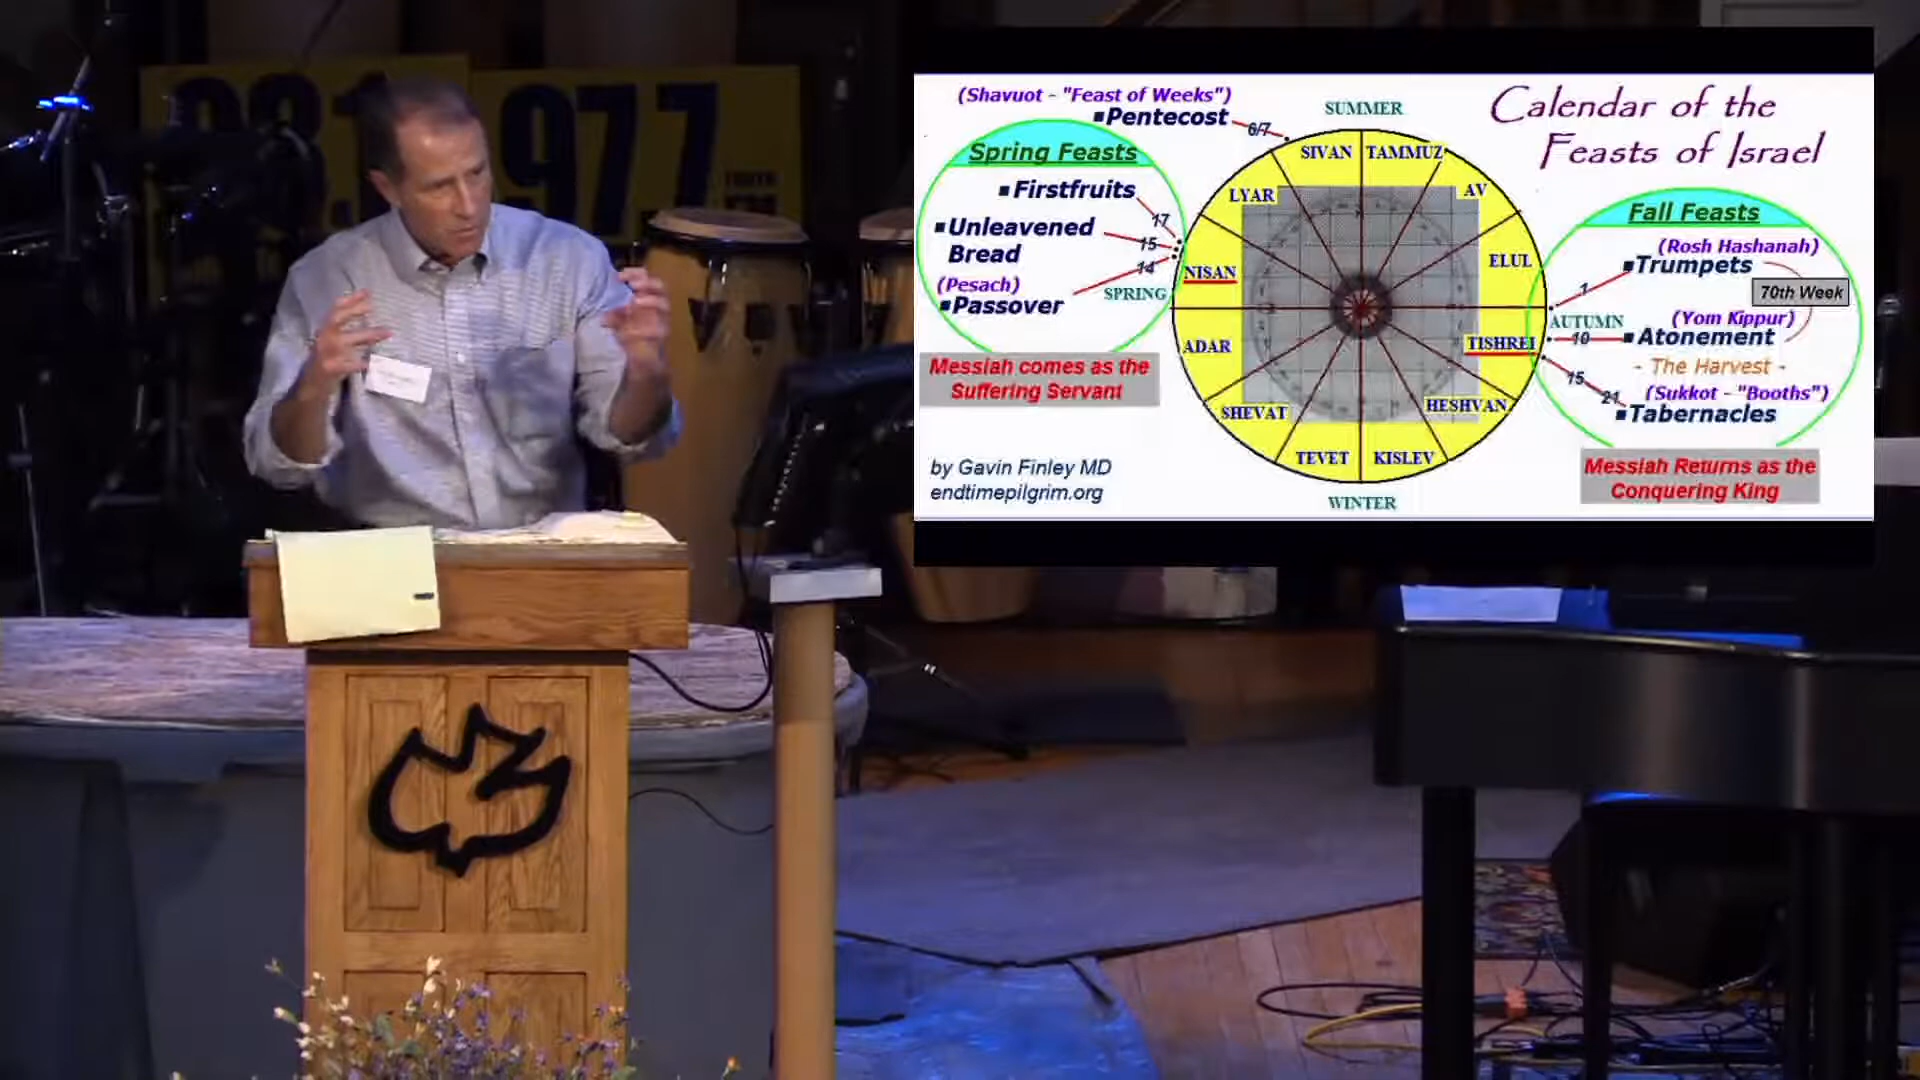 981
977
TRUTH
Calendar of the
Feasts of Israel
(Shavuot - "Feast of Weeks")
▪Pentecost
6/7
Spring Feasts
▪Firstfruits
17
▪Unleavened
Bread
15
14
(Pesach)
▪Passover
SPRING
Messiah comes as the
Suffering Servant
by Gavin Finley MD
endtimepilgrim.org
SUMMER
SIVAN
TAMMUZ
LYAR
AV
NISAN
ELUL
ADAR
TISHREI
SHEVAT
HESHVAN
TEVET
KISLEV
WINTER
Fall Feasts
(Rosh Hashanah)
▪Trumpets
1
70th Week
AUTUMN
(Yom Kippur)
10
▪Atonement
- The Harvest -
15
(Sukkot - "Booths")
21
▪Tabernacles
Messiah Returns as the
Conquering King